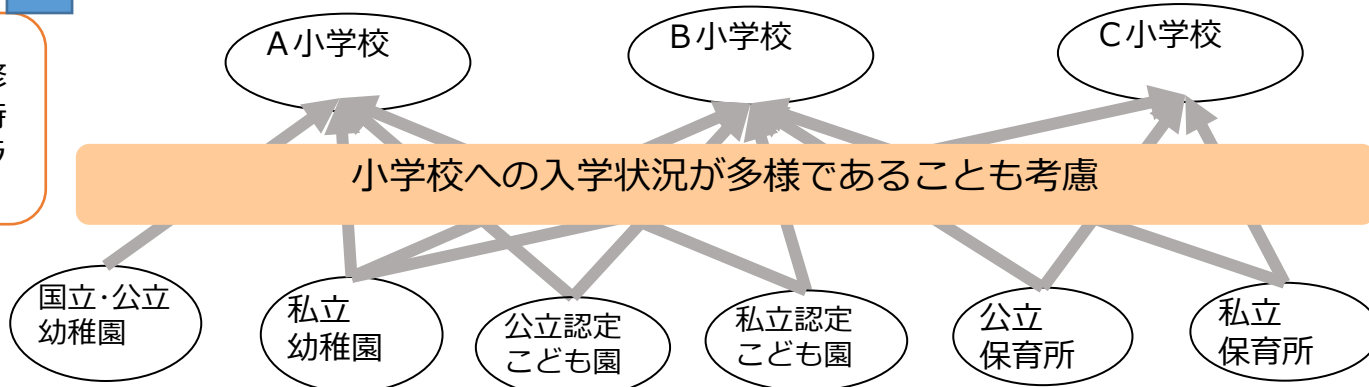 A小学校
B小学校
C小学校
小学校への入学状況が多様であることも考慮
国立・公立
幼稚園
私立
幼稚園
公立認定
こども園
私立認定
こども園
公立
保育所
私立
保育所